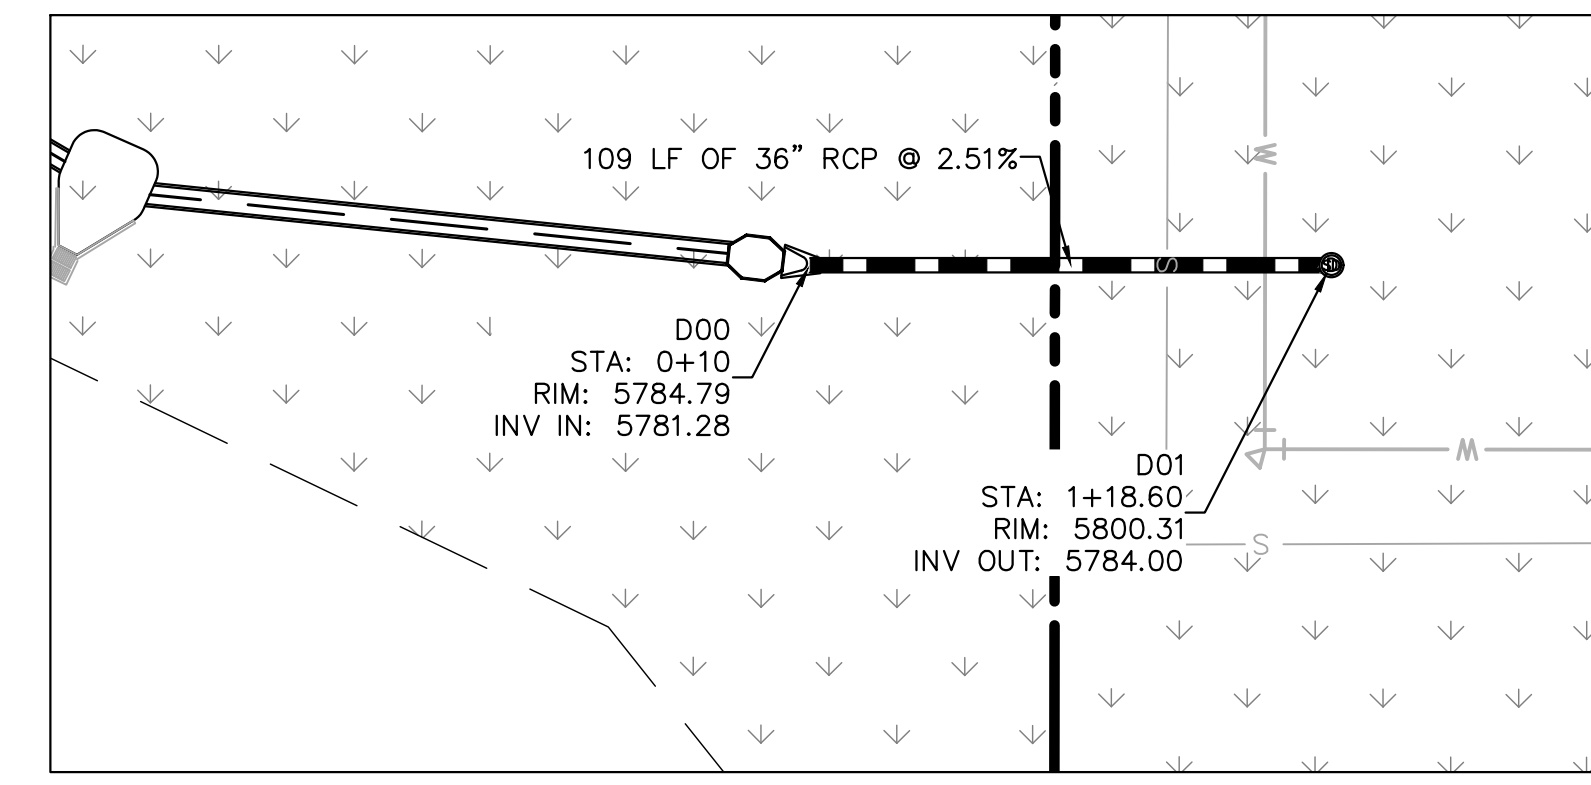 109 LF OF 36” RCP @ 2.51%
W
S
SD
D00
STA: 0+10
RIM: 5784.79
INV IN: 5781.28
W
D01
STA: 1+18.60
RIM: 5800.31
INV OUT: 5784.00
S